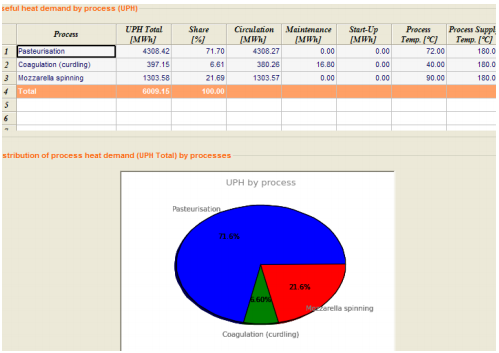 seful heat demand by process (UPH)
Process UPH Total [MWh] Share [%] Circulation [MWh] Maintenance [MWh] Start-Up [MWh] Process Temp. [°C] Process Suppl Temp. [°C]
1 Pasteurisation 4308.42 71.70 4308.27 0.00 0.00 72.00 180.0
2 Coagulation (curdling) 397.15 6.61 380.26 16.80 0.00 40.00 180.0
3 Mozzarella spinning 1303.58 21.69 1303.57 0.00 0.00 90.00 180.0
4 Total 6009.15 100.00
5
6
stribution of process heat demand (UPH Total) by processes
UPH by process
Pasteurisation
71.6%
21.6%
6.60%
Mozzarella spinning
Coagulation (curdling)